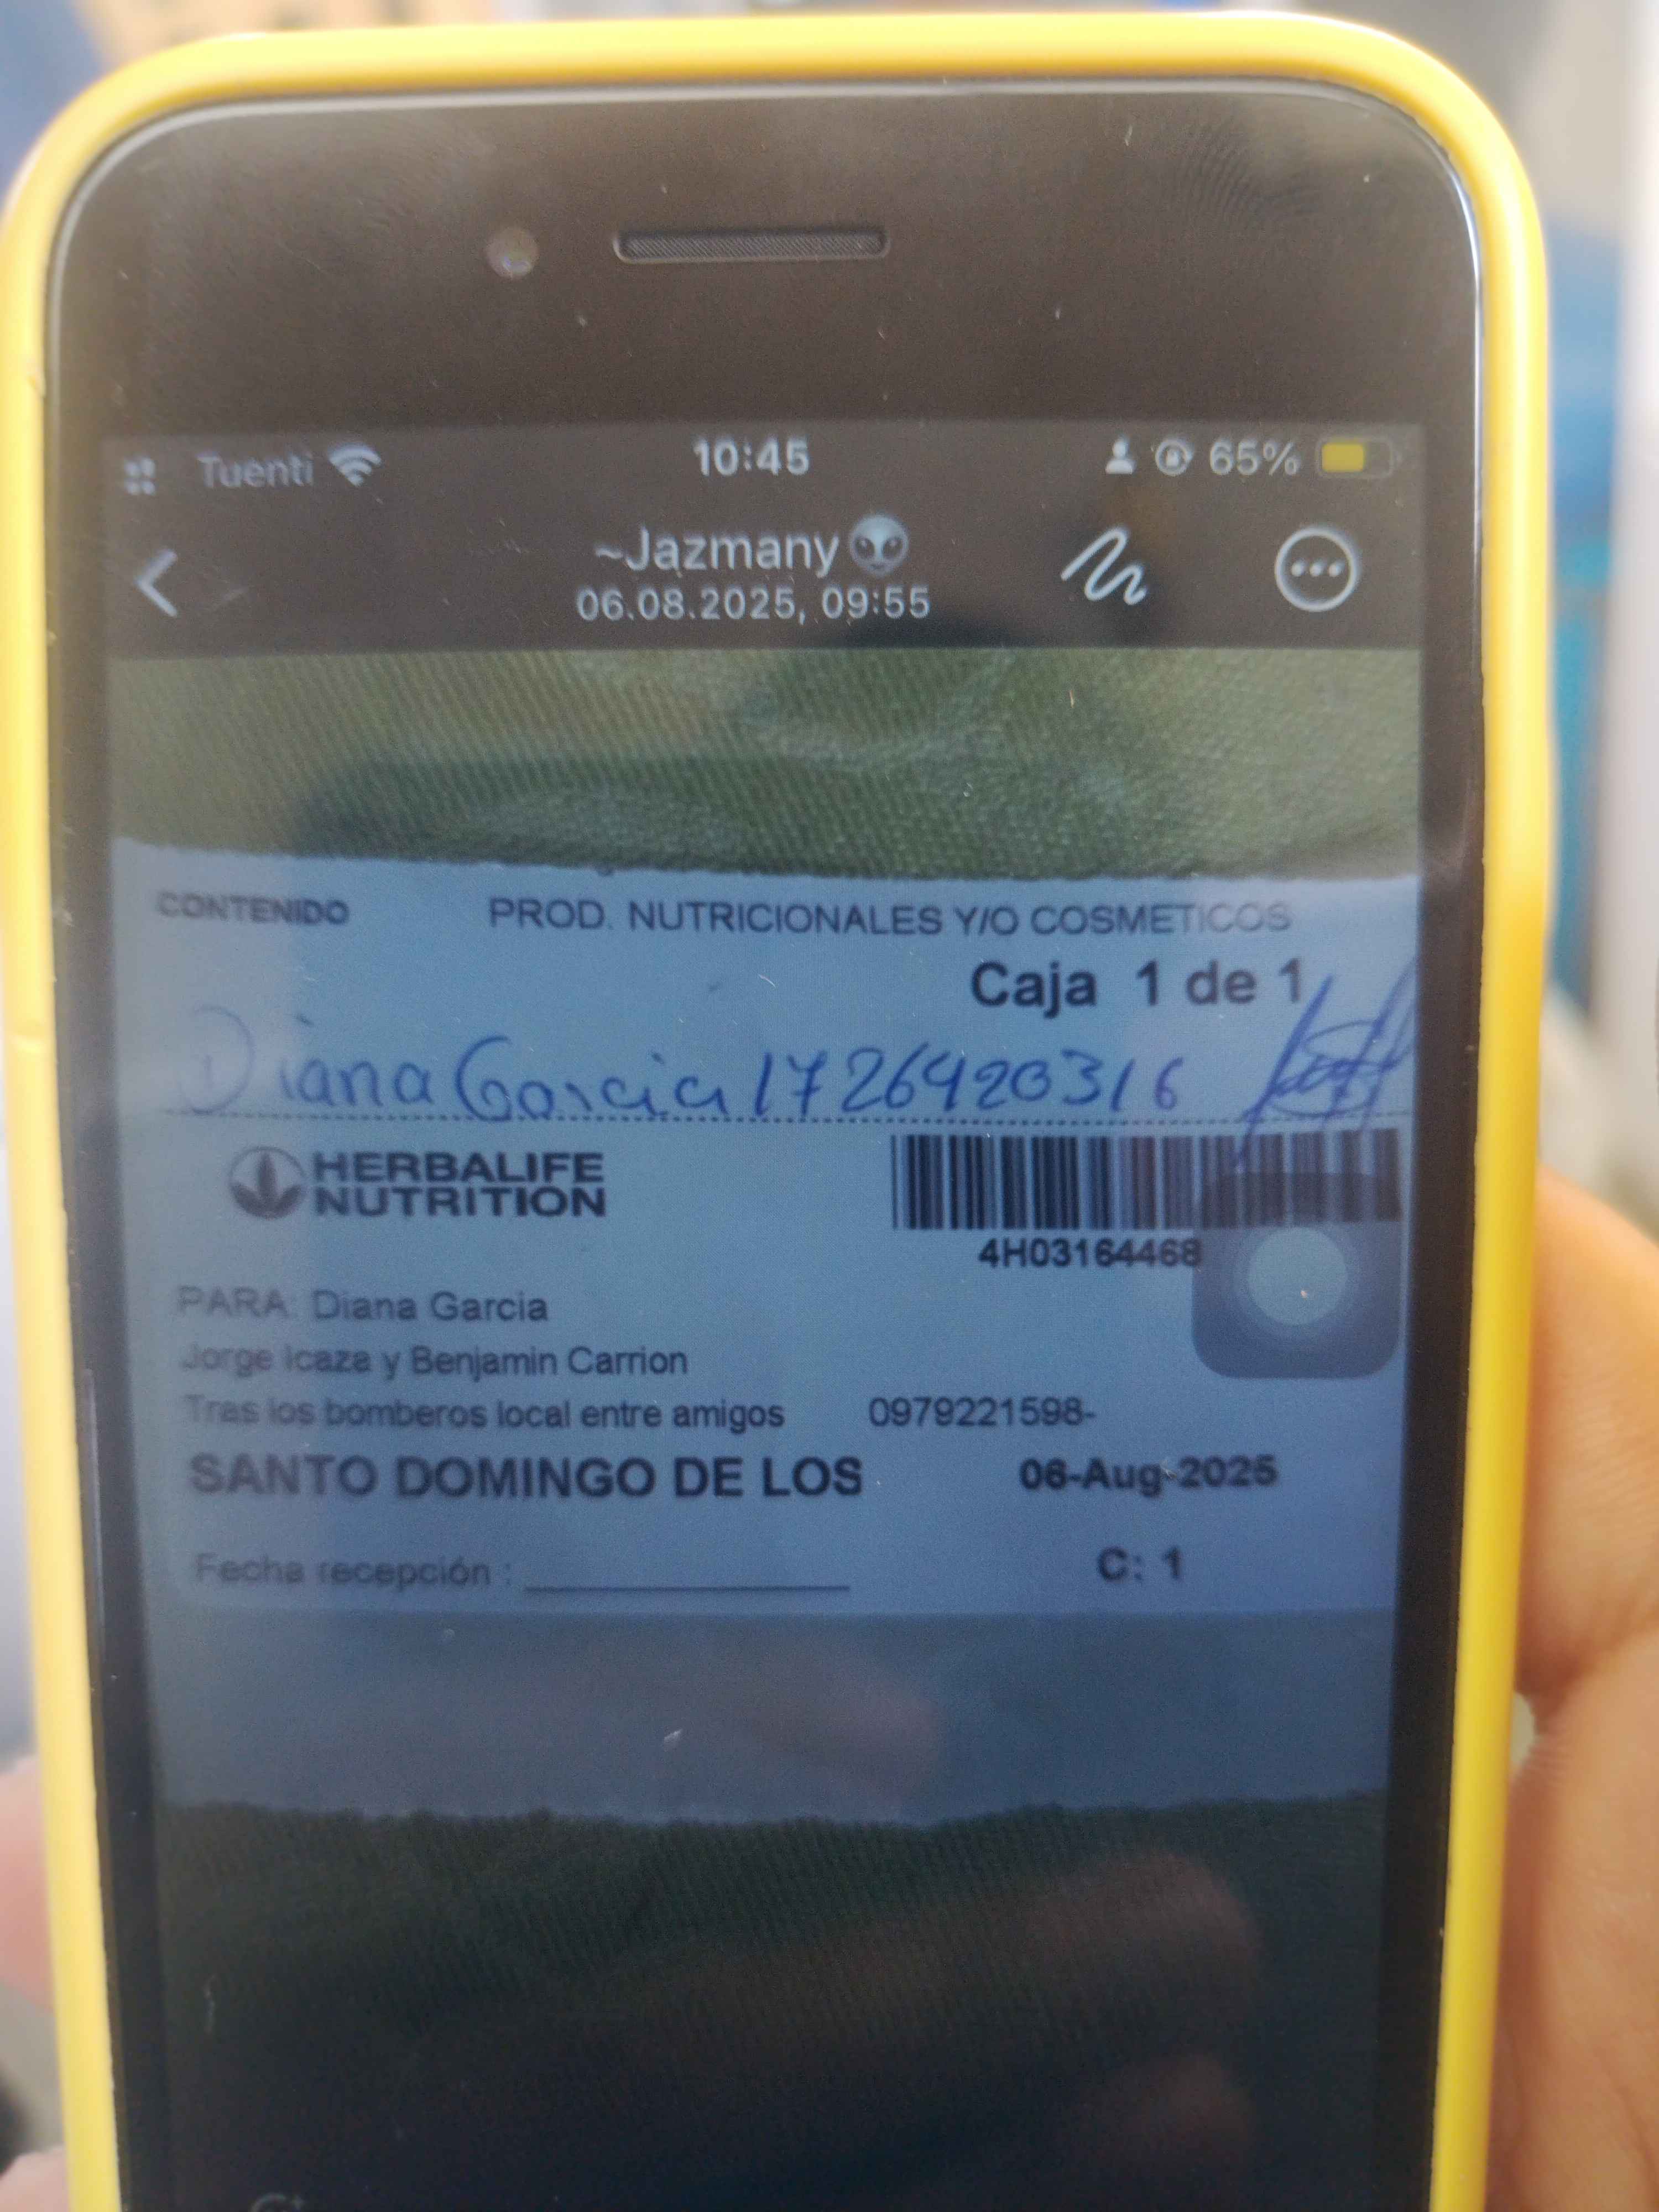 Tuenti 10:45 65%
~Jazmany👽
06.08.2025, 09:55
CONTENIDO PROD. NUTRICIONALES Y/O COSMETICOS
Caja 1 de 1
Diana Garcia 1726420316
HERBALIFE
NUTRITION
4H03164468
PARA: Diana Garcia
Jorge Icaza y Benjamin Carrion
Tras los bomberos local entre amigos 0979221598-
SANTO DOMINGO DE LOS 06-Aug-2025
Fecha recepción : C: 1